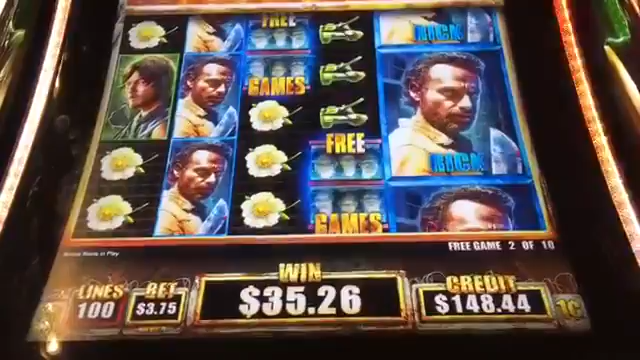 FREE
RICK
GAMES
FREE
RICK
GAMES
FREE GAME 2 OF 10
LINES
100
BET
$3.75
WIN
$35.26
CREDIT
$148.44
1¢